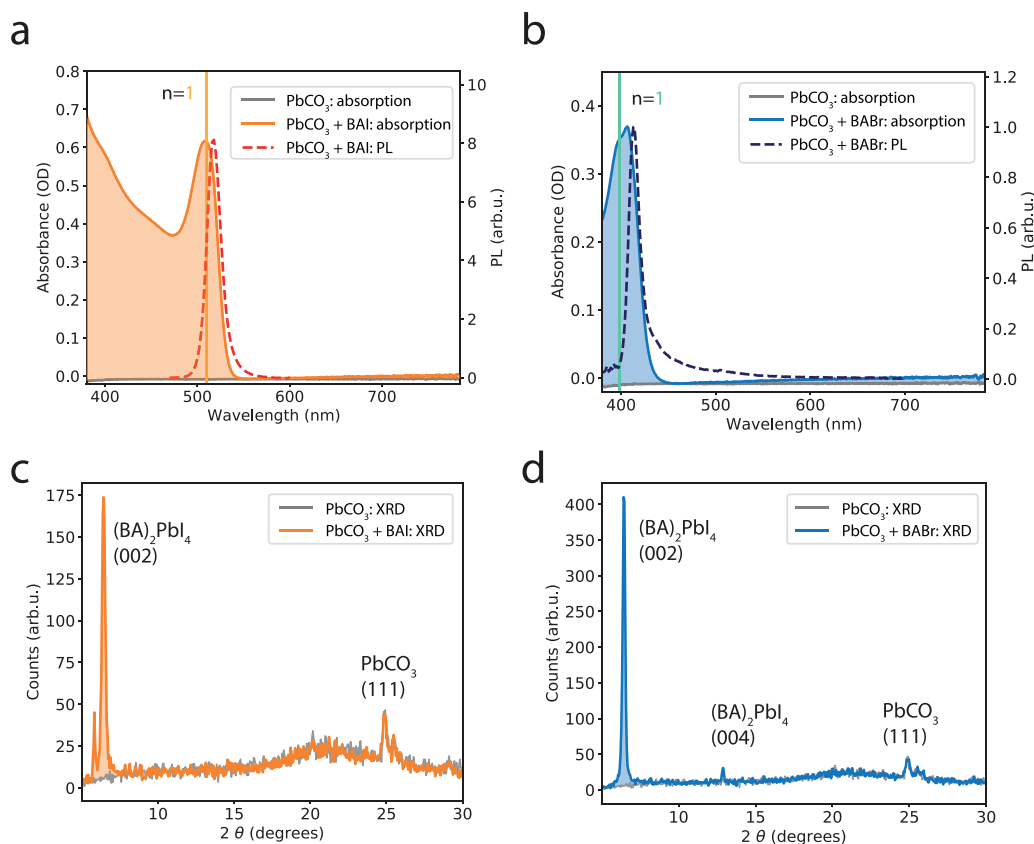 a
0.8
0.7
0.6
0.5
0.4
0.3
0.2
0.1
0.0
Absorbance (OD)
400
500
600
700
Wavelength (nm)
10
8
6
4
2
0
PL (arb.u.)
n=1
PbCO₃: absorption
PbCO₃ + BAI: absorption
PbCO₃ + BAI: PL
b
0.4
0.3
0.2
0.1
0.0
Absorbance (OD)
400
500
600
700
Wavelength (nm)
1.2
1.0
0.8
0.6
0.4
0.2
0.0
PL (arb.u.)
n=1
PbCO₃: absorption
PbCO₃ + BABr: absorption
PbCO₃ + BABr: PL
c
175
150
125
100
75
50
25
0
Counts (arb.u.)
10
15
20
25
30
2 θ (degrees)
(BA)₂PbI₄
(002)
PbCO₃
(111)
PbCO₃: XRD
PbCO₃ + BAI: XRD
d
400
350
300
250
200
150
100
50
0
Counts (arb.u.)
10
15
20
25
30
2 θ (degrees)
(BA)₂PbI₄
(002)
(BA)₂PbI₄
(004)
PbCO₃
(111)
PbCO₃: XRD
PbCO₃ + BABr: XRD